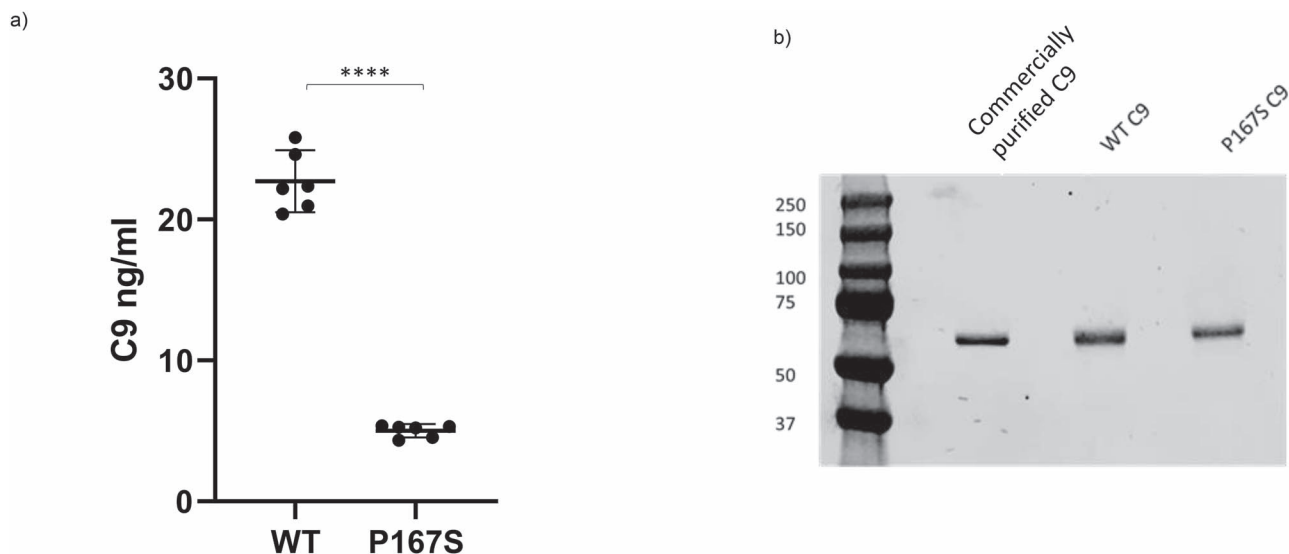 a)
****
30
20
10
0
C9 ng/ml
WT P167S
b)
Commercially
purified C9
WT C9
P167S C9
250
150
100
75
50
37